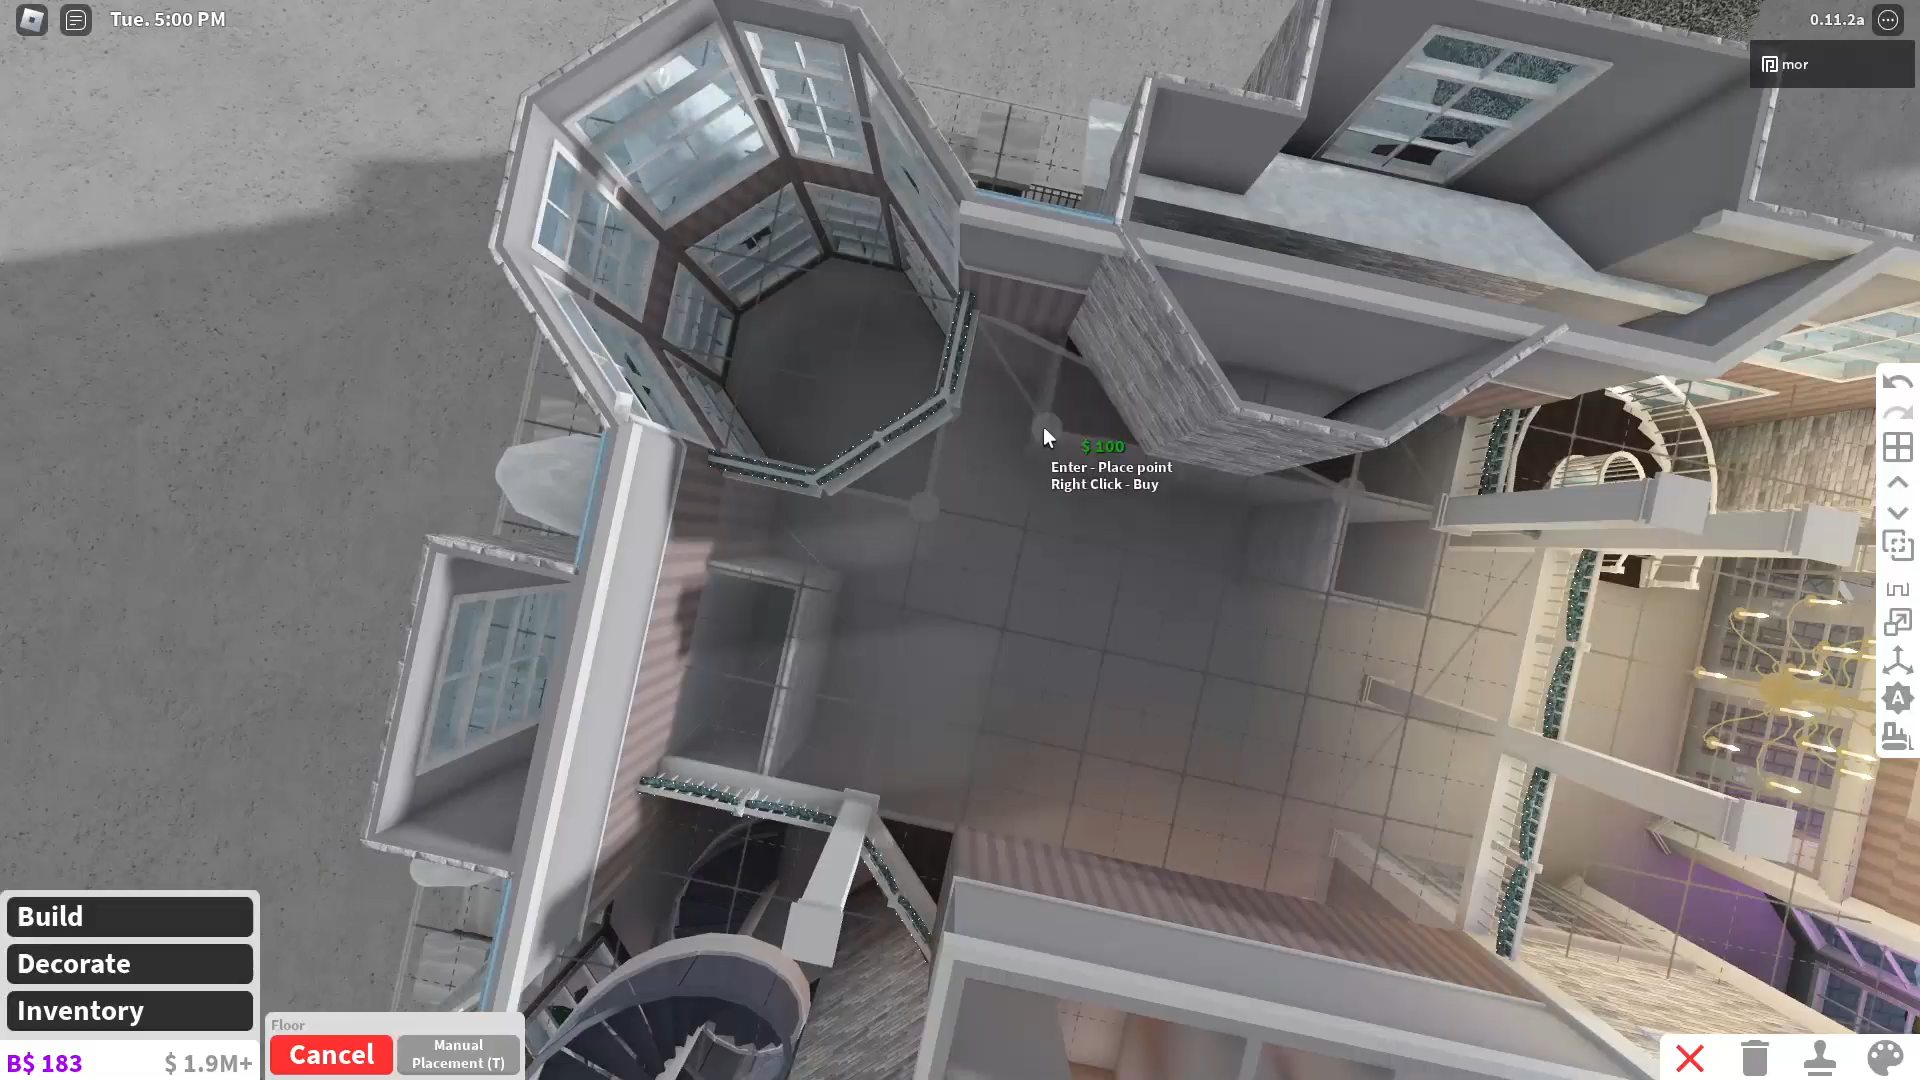 Tue. 5:00 PM
0.11.2a
mor
$ 100
Enter - Place point
Right Click - Buy
A
Build
Decorate
Inventory
B$ 183
$ 1.9M+
Floor
Cancel
Manual
Placement (T)